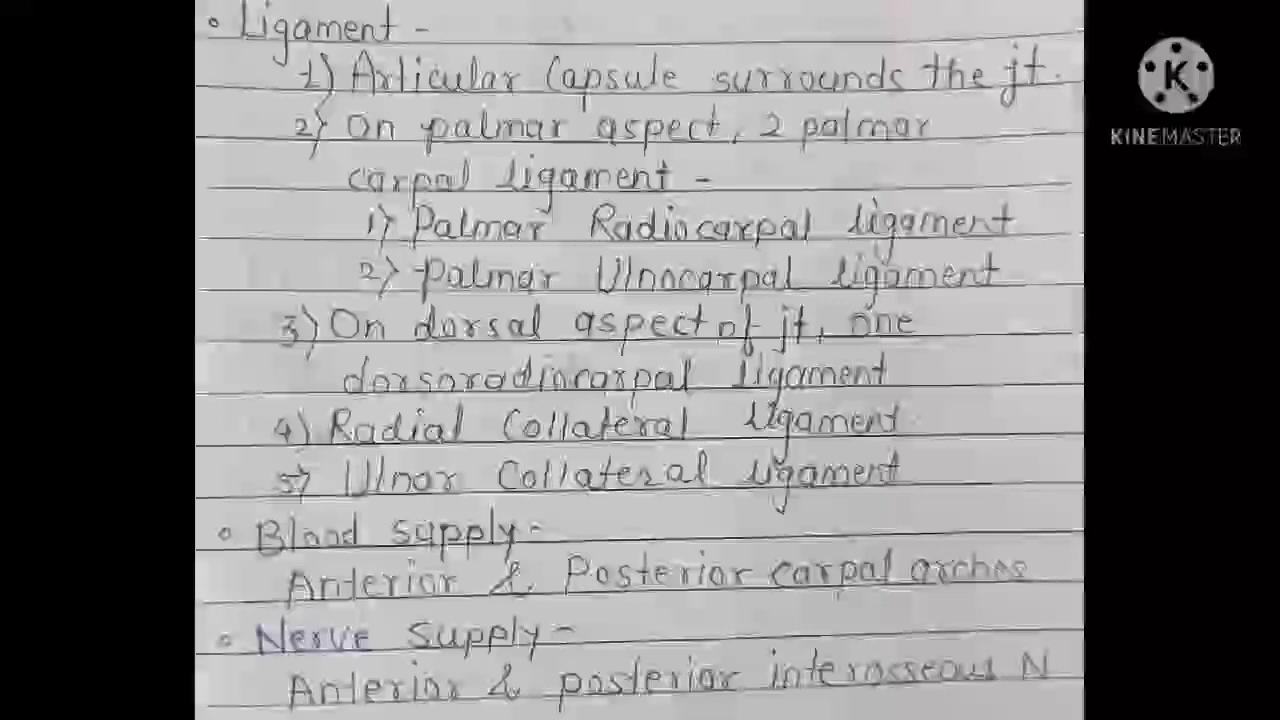 • Ligament -
1) Articular Capsule surrounds the jt.
2) On palmar aspect, 2 palmar
carpal ligament -
1) Palmar Radiocarpal ligament
2) Palmar Ulnocarpal ligament
3) On dorsal aspect of jt, one
dorsoradiocarpal ligament
4) Radial Collateral ligament
5) Ulnar Collateral ligament
• Blood supply -
Anterior & Posterior carpal arches
• Nerve supply -
Anterior & posterior interosseous N
KINEMASTER